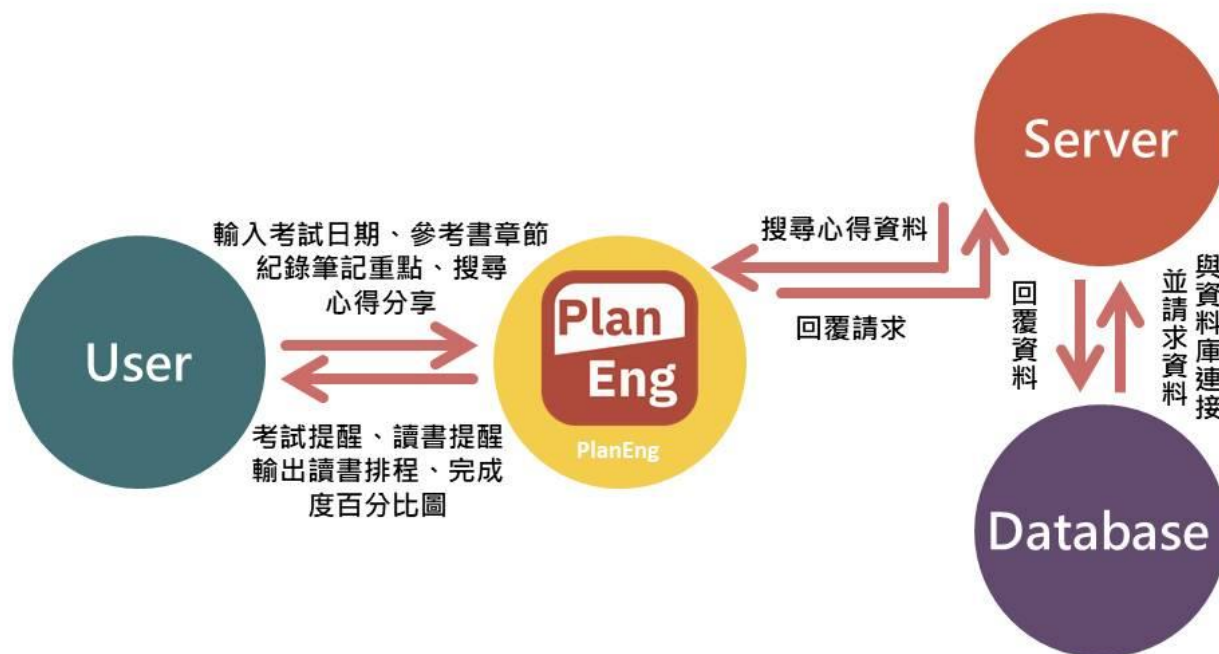 User
輸入考試日期、參考書章節
紀錄筆記重點、搜尋
心得分享
考試提醒、讀書提醒
輸出讀書排程、完成
度百分比圖
Plan
Eng
PlanEng
搜尋心得資料
回覆請求
Server
回覆資料
與資料庫連接
並請求資料
Database